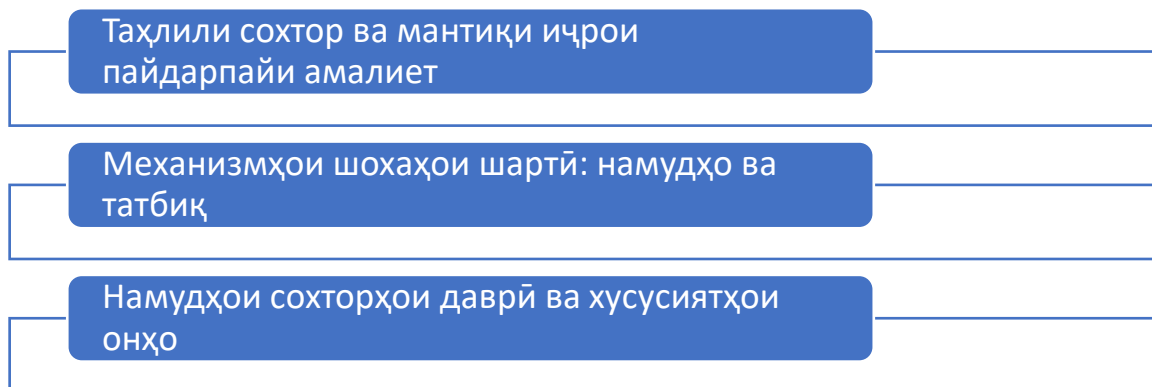 Таҳлили сохтор ва мантиқи иҷрои
пайдарпайи амалиет
Механизмҳои шохаҳои шартӣ: намудҳо ва
татбиқ
Намудҳои сохторҳои даврӣ ва хусусиятҳои
онҳо